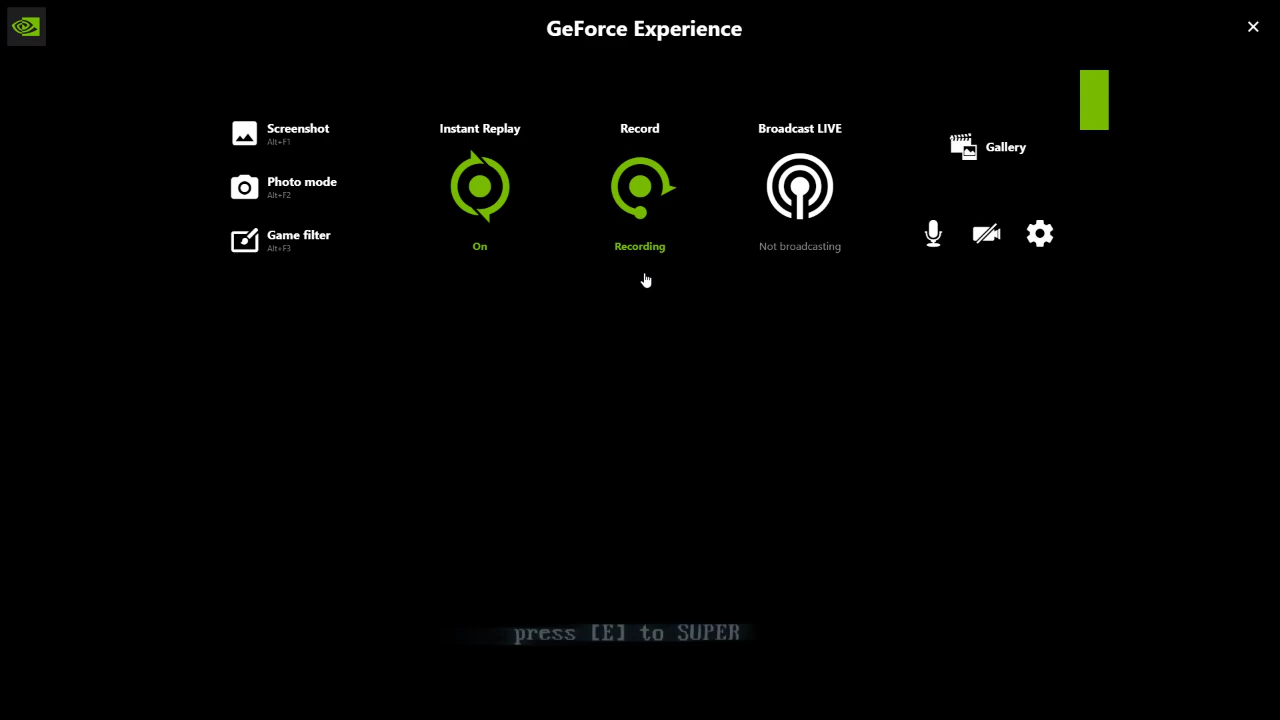 GeForce Experience
Screenshot
Alt+F1
Photo mode
Alt+F2
Game filter
Alt+F3
Instant Replay
On
Record
Recording
Broadcast LIVE
Not broadcasting
Gallery
press [E] to SUPER